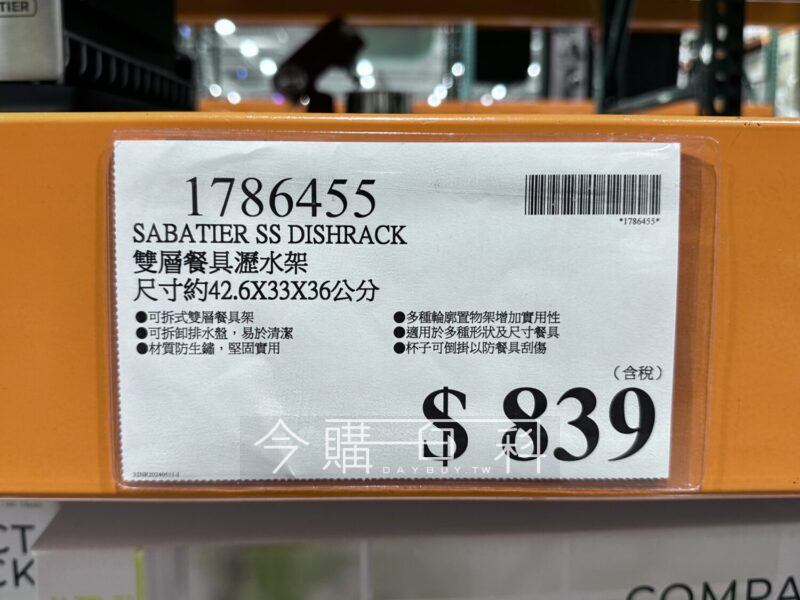 TIER
1786455
*1786455*
SABATIER SS DISHRACK
雙層餐具瀝水架
尺寸約42.6X33X36公分
●可拆式雙層餐具架
●可拆卸排水盤，易於清潔
●材質防生鏽，堅固實用
●多種輪廓置物架增加實用性
●適用於多種形狀及尺寸餐具
●杯子可倒掛以防餐具刮傷
（含稅）
$ 839
今購百科
DAYBUY.TW
CT
CK
COMPA